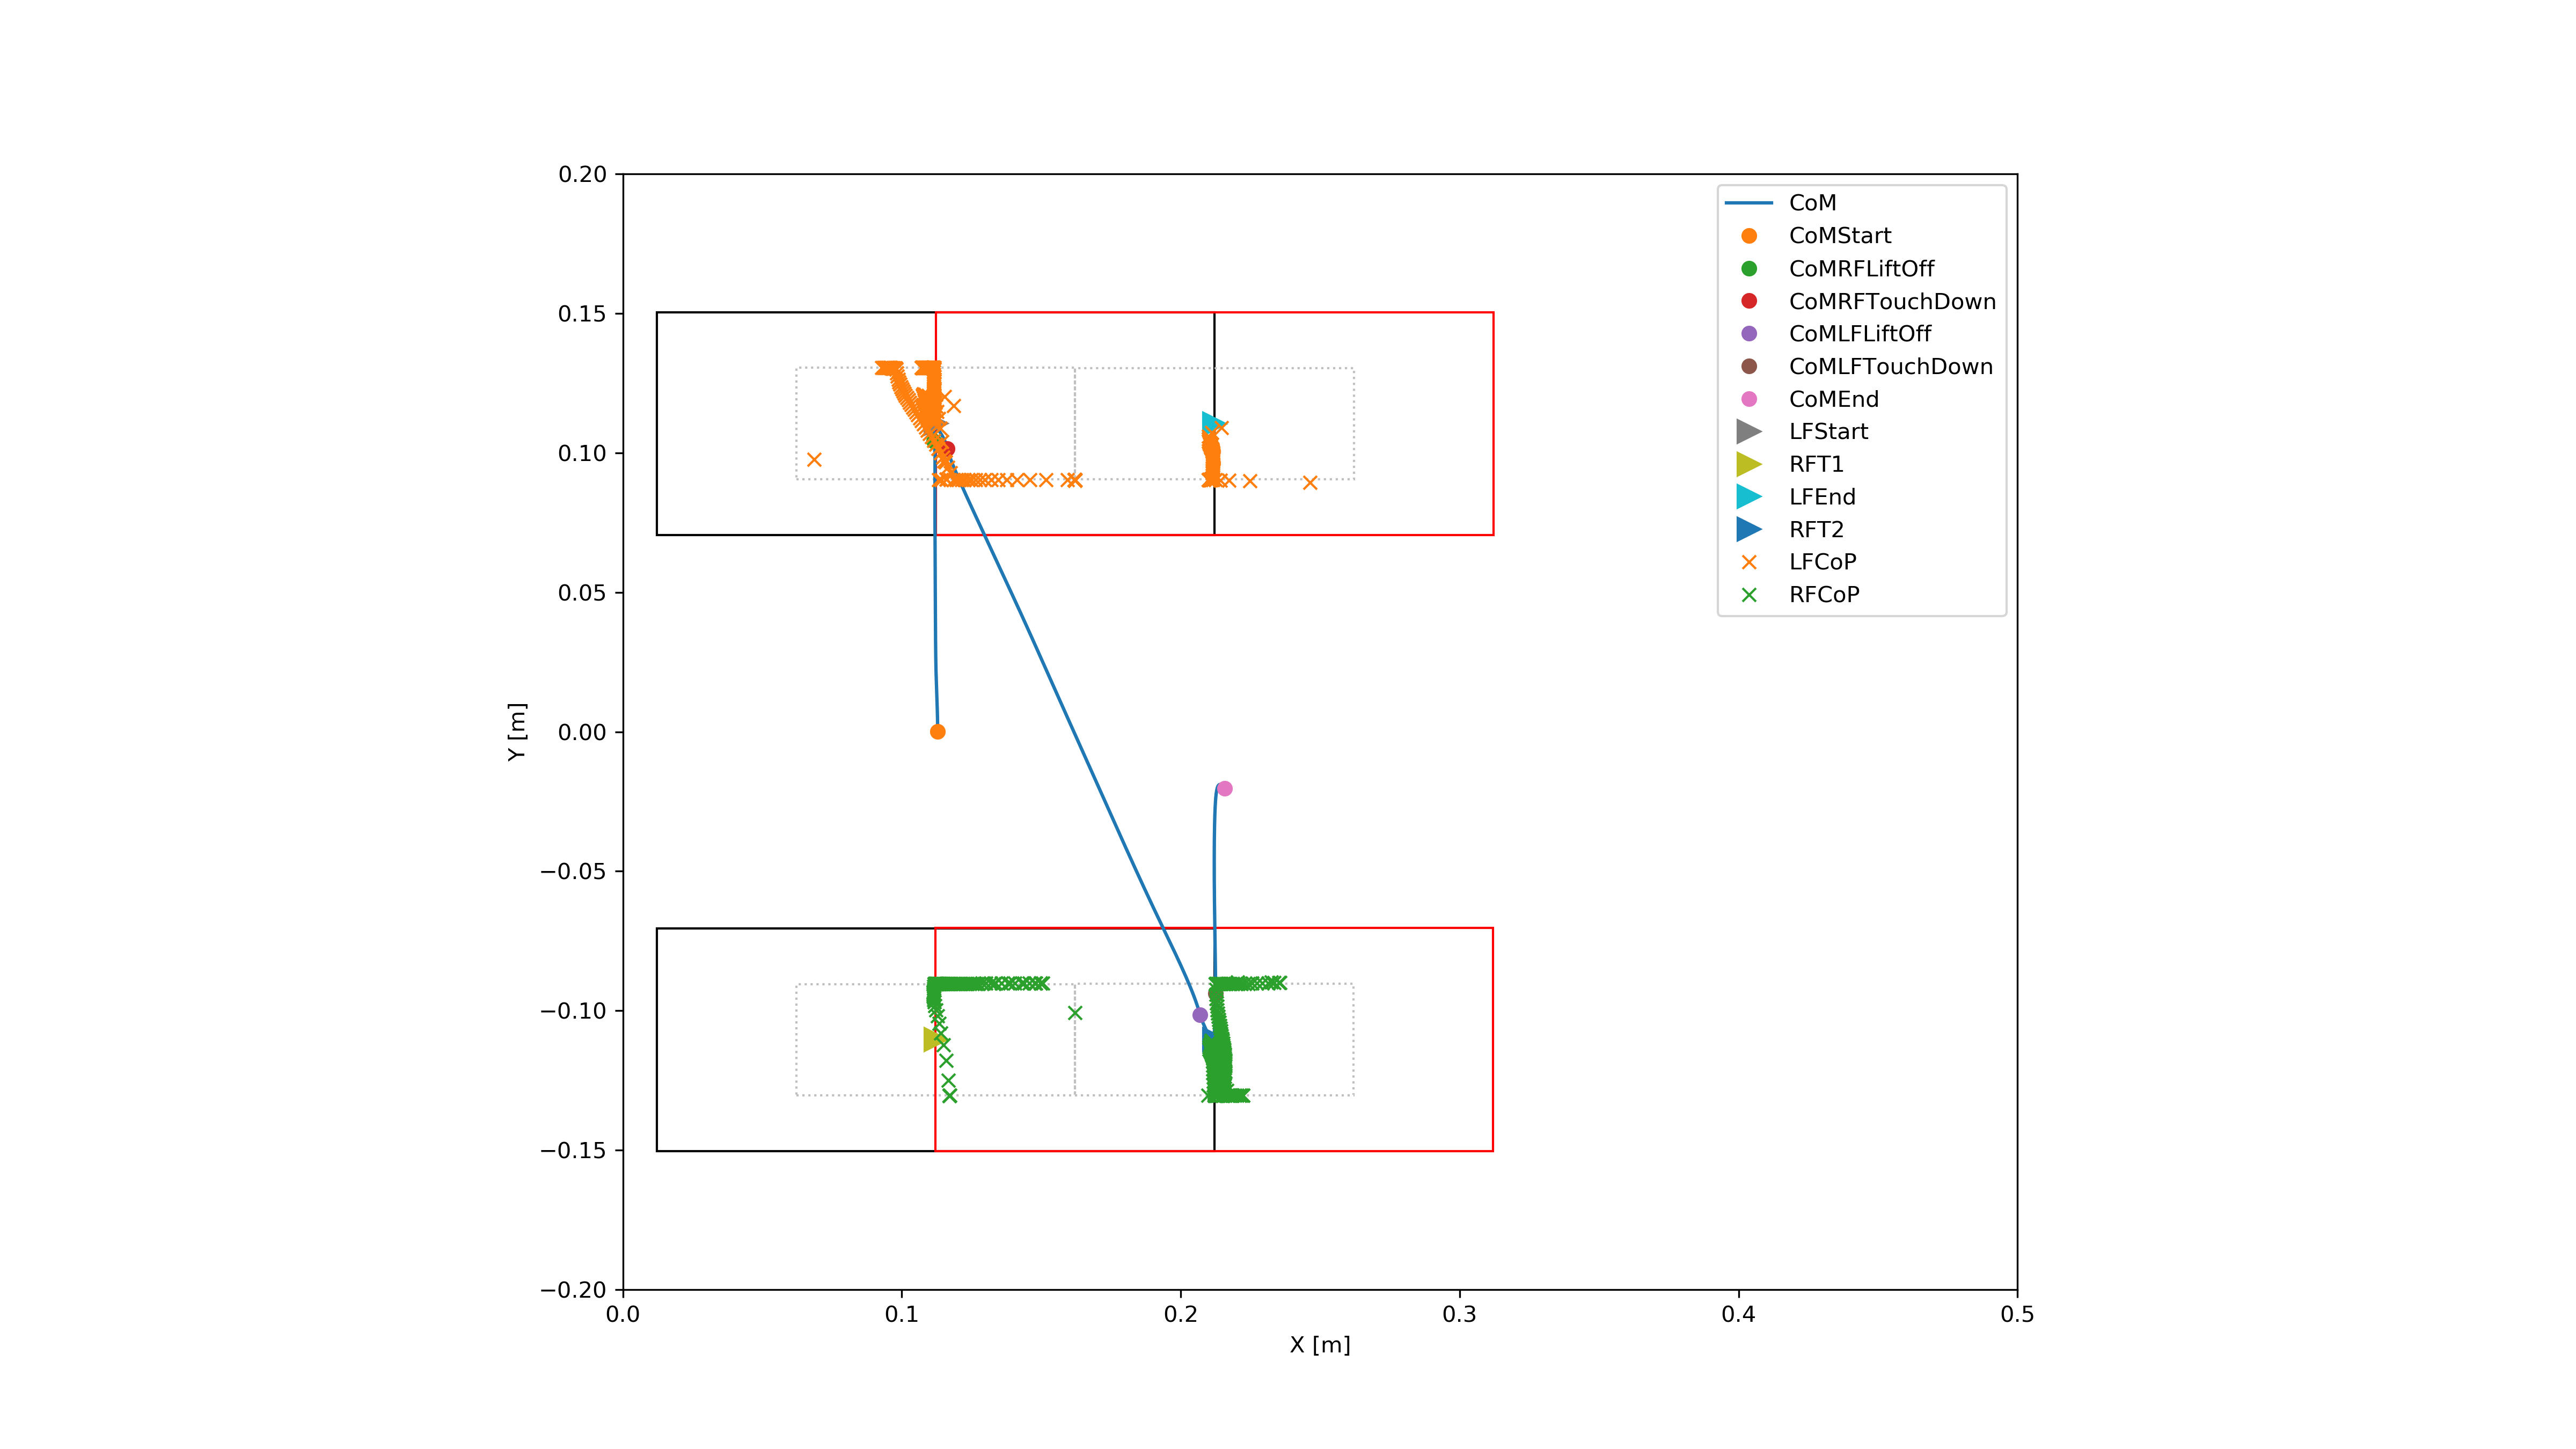 0.20
0.15
0.10
0.05
0.00
−0.05
−0.10
−0.15
−0.20
Y [m]
0.0
0.1
0.2
0.3
0.4
0.5
X [m]
CoM
CoMStart
CoMRFLiftOff
CoMRFTouchDown
CoMLFLiftOff
CoMLFTouchDown
CoMEnd
LFStart
RFT1
LFEnd
RFT2
LFCoP
RFCoP